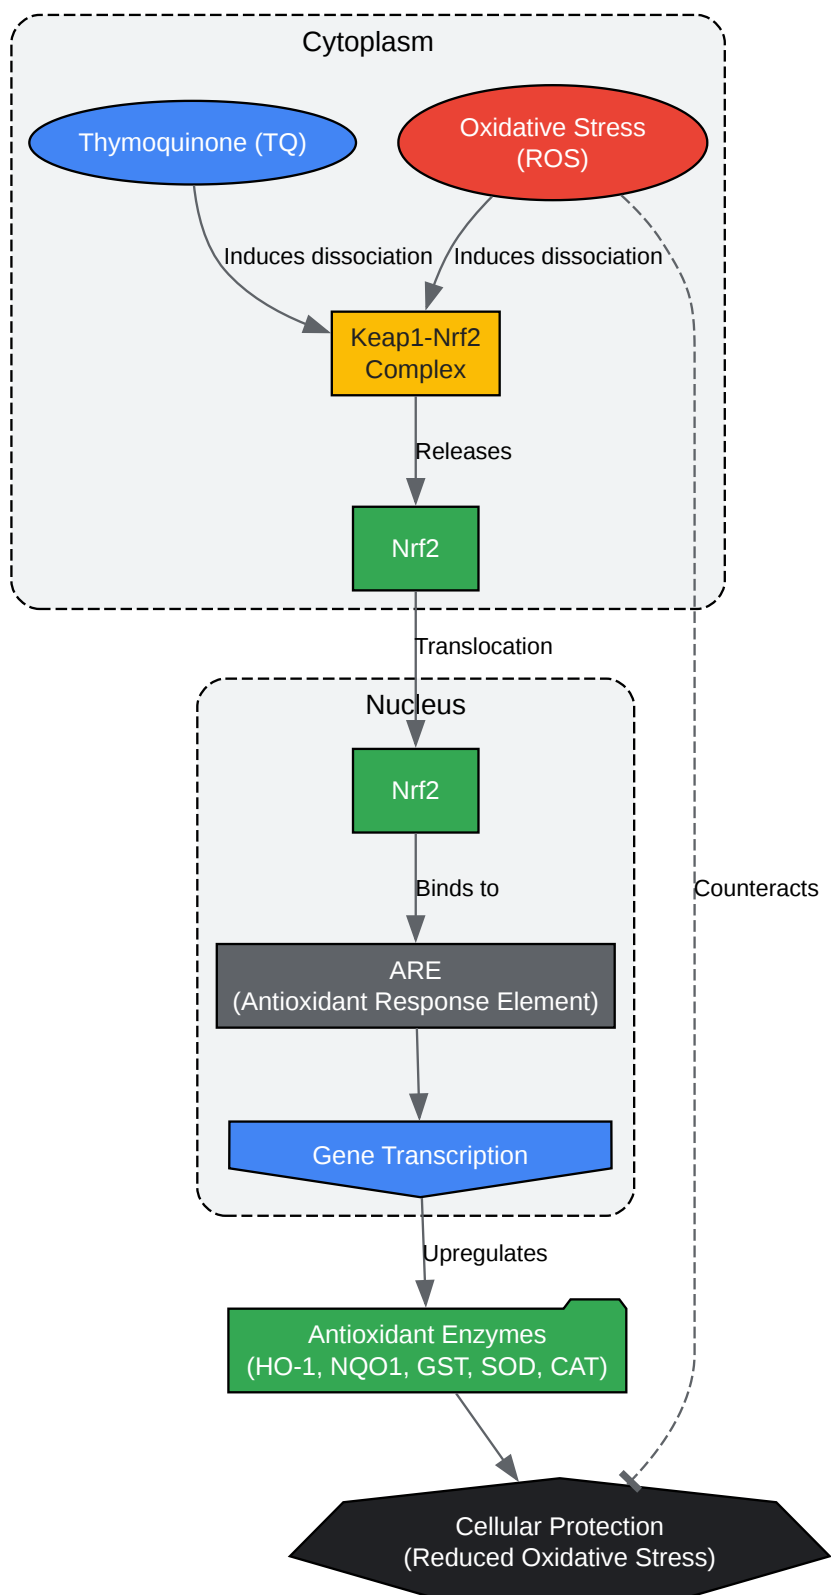 Cytoplasm
Thymoquinone (TQ)
Oxidative Stress
(ROS)
Induces dissociation
Induces dissociation
Keap1-Nrf2
Complex
Releases
Nrf2
Translocation
Nucleus
Nrf2
Binds to
Counteracts
ARE
(Antioxidant Response Element)
Gene Transcription
Upregulates
Antioxidant Enzymes
(HO-1, NQO1, GST, SOD, CAT)
Cellular Protection
(Reduced Oxidative Stress)